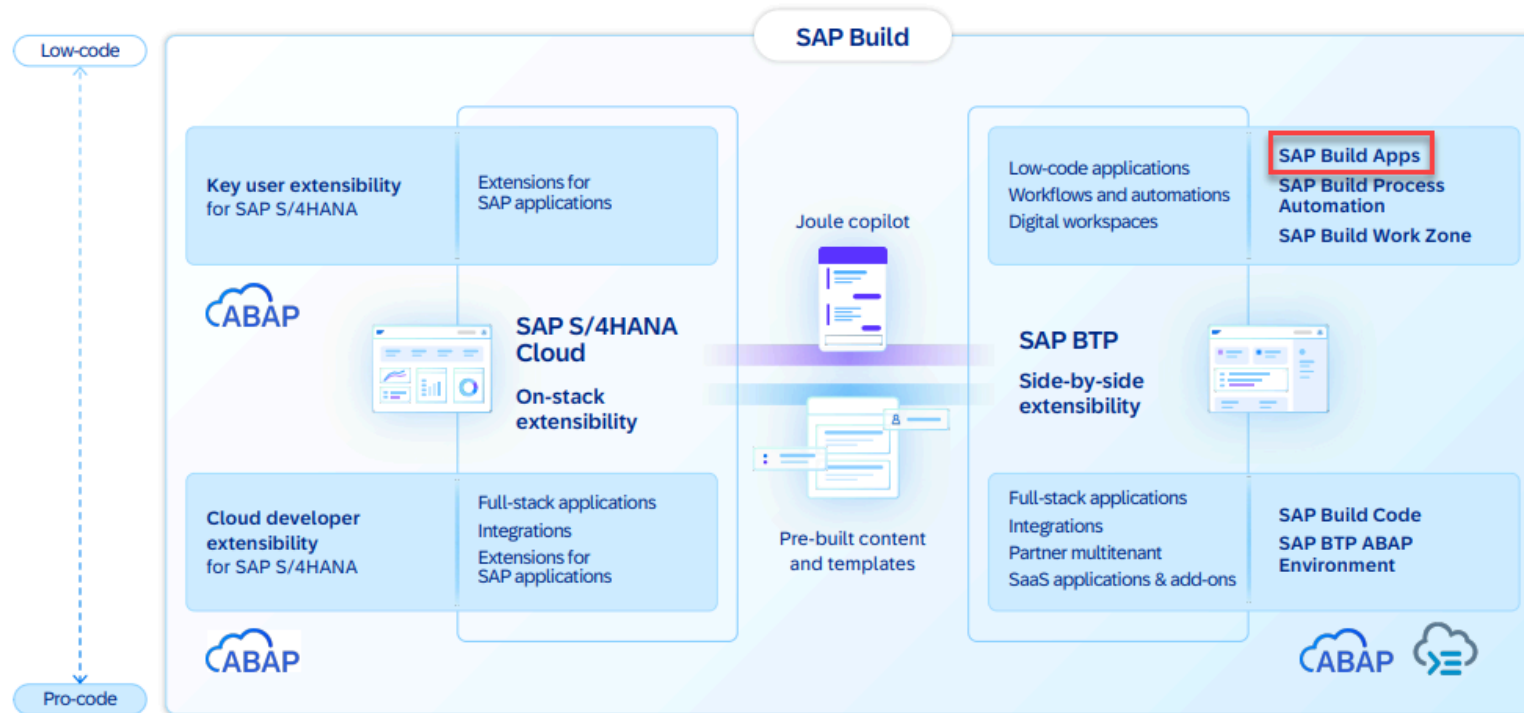 SAP Build
Low-code
Key user extensibility
for SAP S/4HANA
Extensions for
SAP applications
ABAP
SAP S/4HANA
Cloud
On-stack
extensibility
Cloud developer
extensibility
for SAP S/4HANA
Full-stack applications
Integrations
Extensions for
SAP applications
ABAP
Pro-code
Joule copilot
Pre-built content
and templates
Low-code applications
Workflows and automations
Digital workspaces
SAP Build Apps
SAP Build Process
Automation
SAP Build Work Zone
SAP BTP
Side-by-side
extensibility
Full-stack applications
Integrations
Partner multitenant
SaaS applications & add-ons
SAP Build Code
SAP BTP ABAP
Environment
ABAP